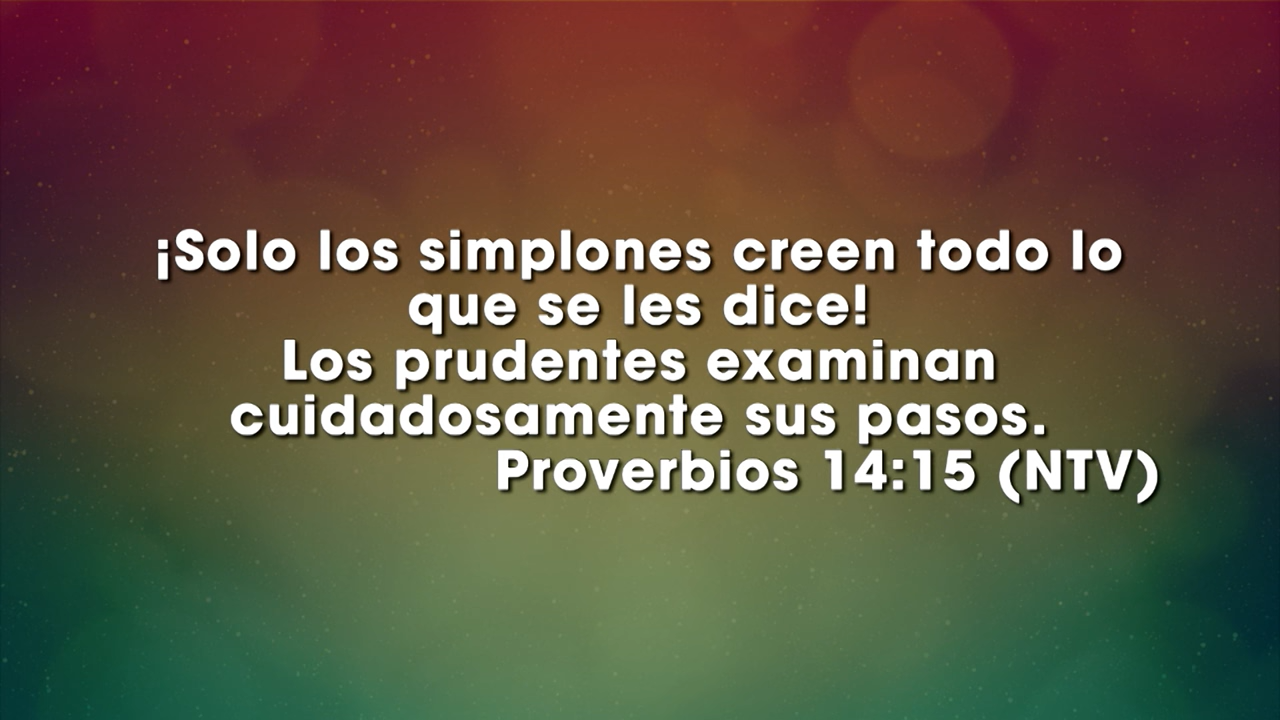 ¡Solo los simplones creen todo lo
que se les dice!
Los prudentes examinan
cuidadosamente sus pasos.
Proverbios 14:15 (NTV)